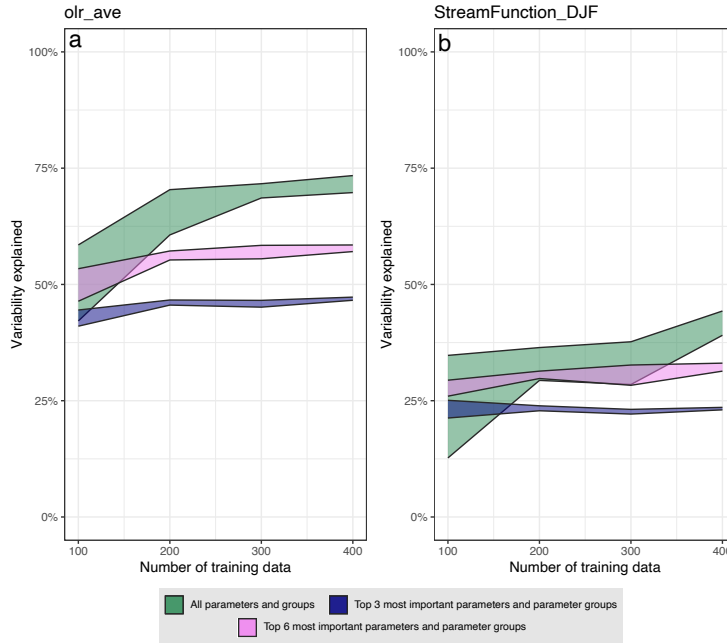 olr_ave
StreamFunction_DJF
a
b
100%
75%
50%
25%
0%
Variability explained
100
200
300
400
Number of training data
100%
75%
50%
25%
0%
Variability explained
100
200
300
400
Number of training data
All parameters and groups
Top 3 most important parameters and parameter groups
Top 6 most important parameters and parameter groups